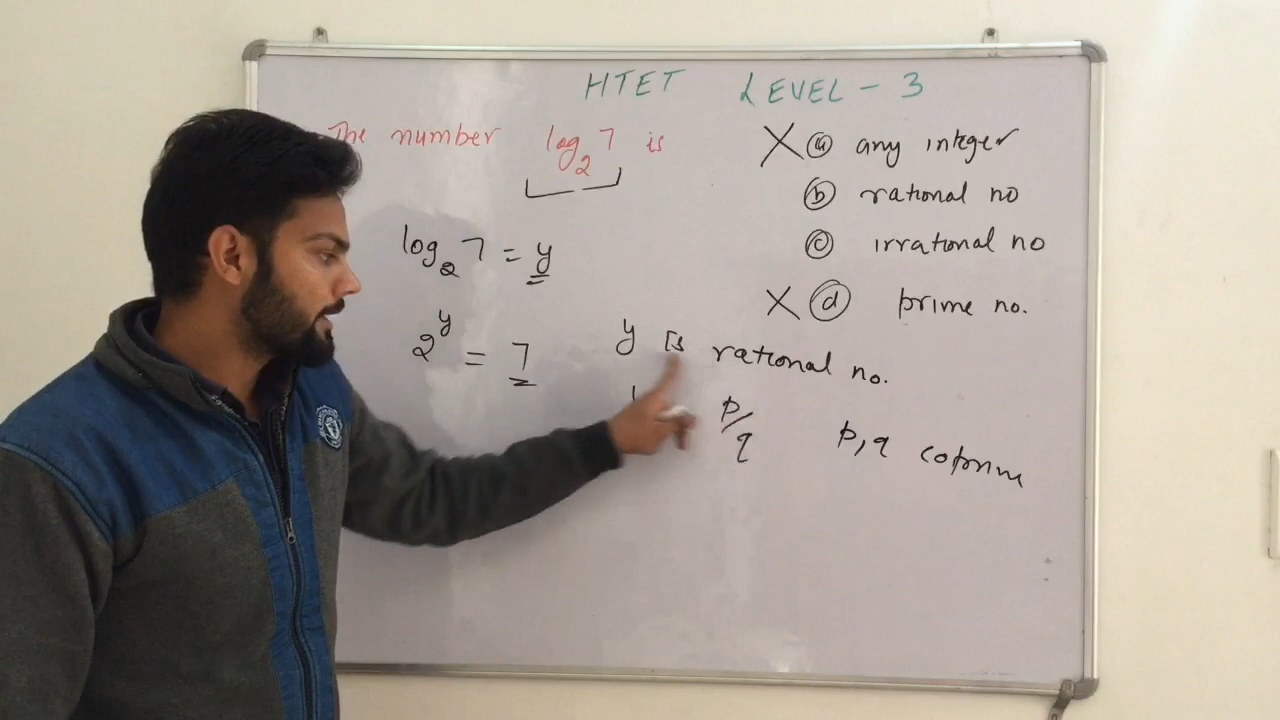 HTET LEVEL - 3
The number log₂ 7 is
ⓐ any integer
ⓑ rational no
ⓒ irrational no
ⓓ prime no.
log₂ 7 = y
2^y = 7
y is rational no.
p/q p,q coprime